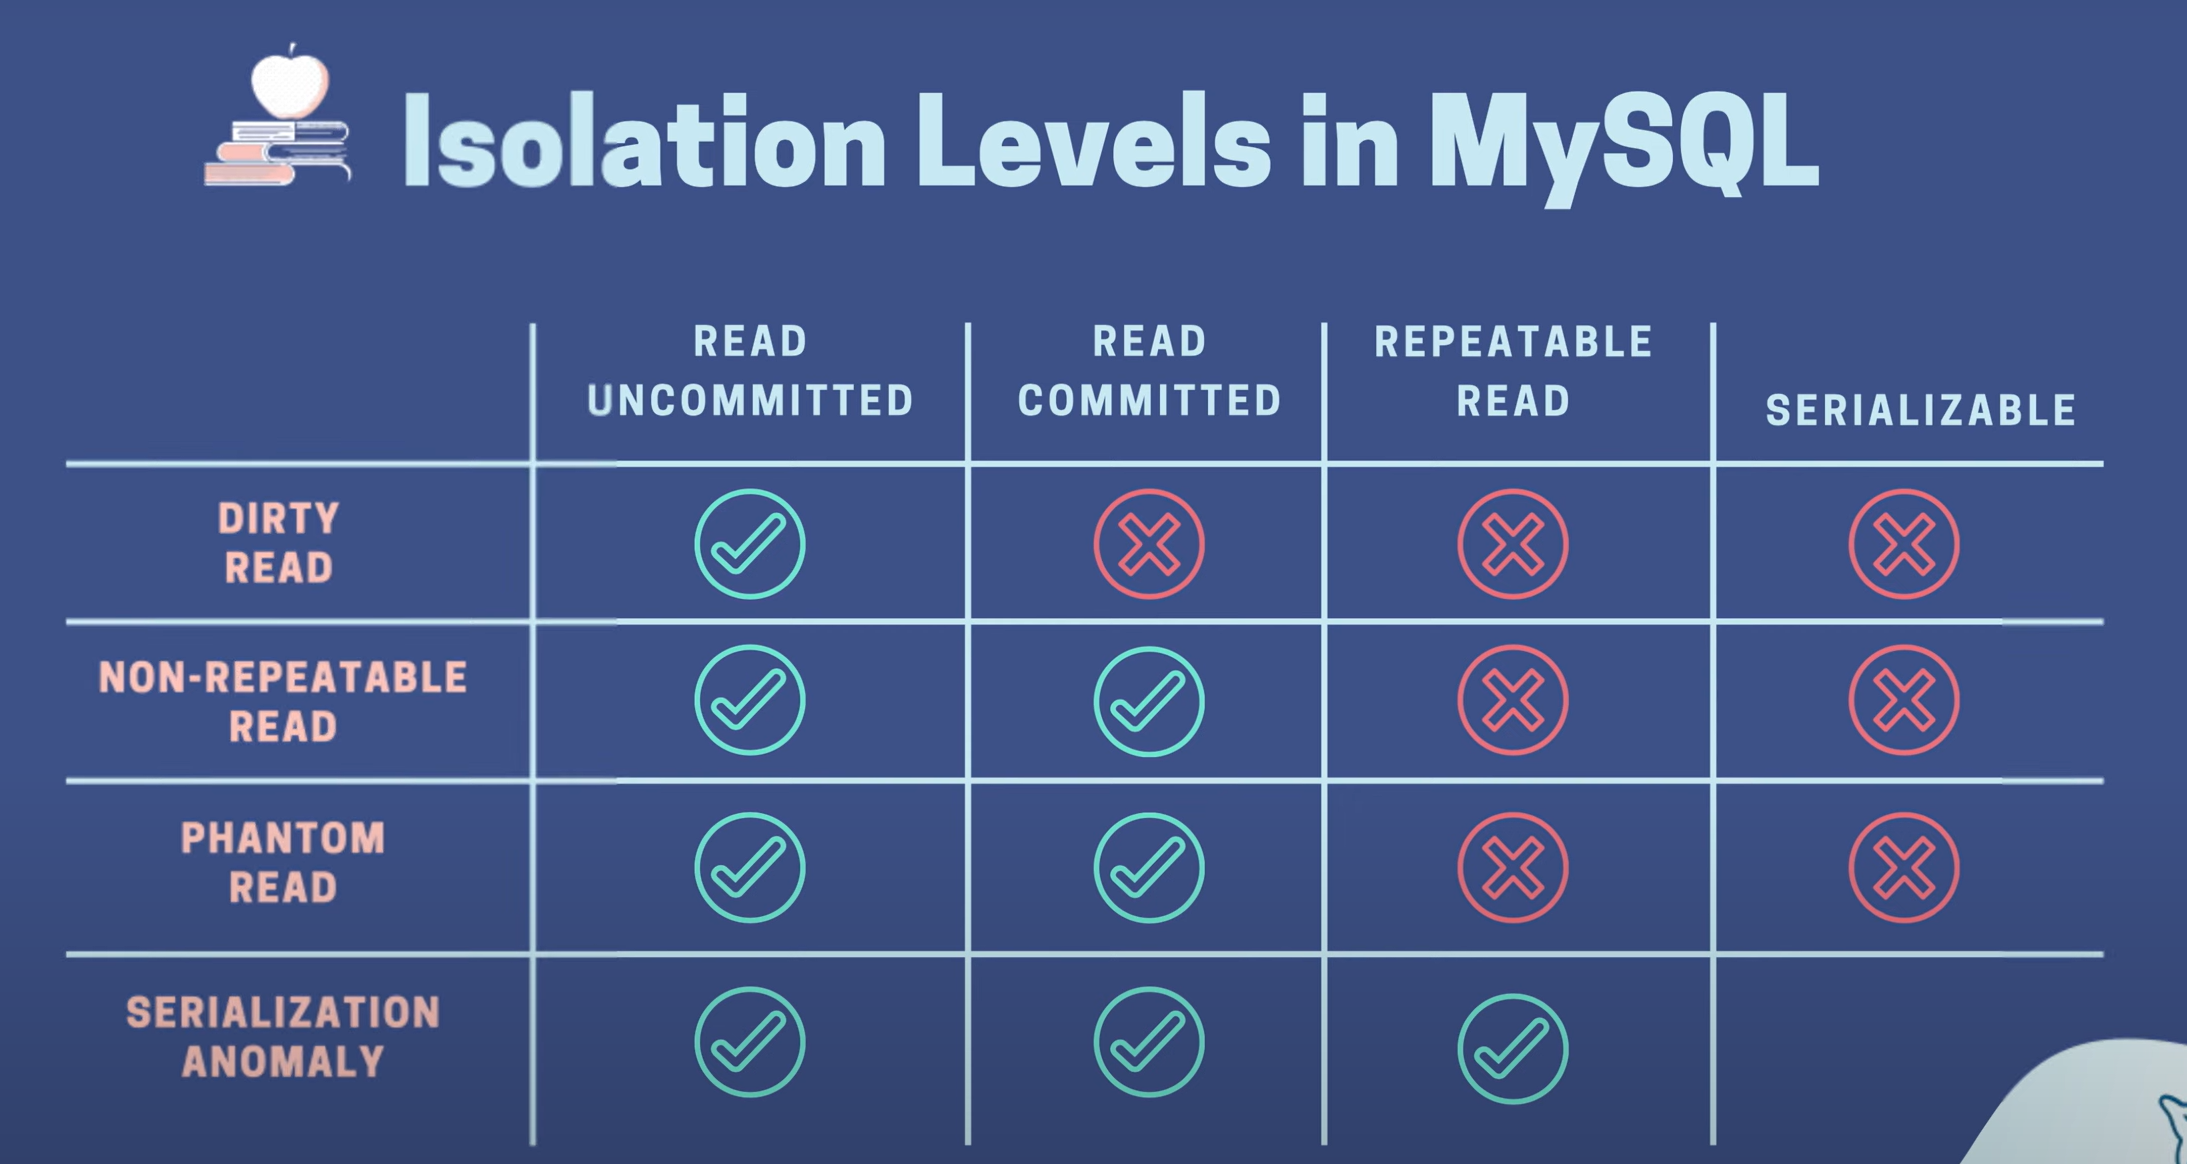 Isolation Levels in MySQL
READ
UNCOMMITTED
READ
COMMITTED
REPEATABLE
READ
SERIALIZABLE
DIRTY
READ
NON-REPEATABLE
READ
PHANTOM
READ
SERIALIZATION
ANOMALY